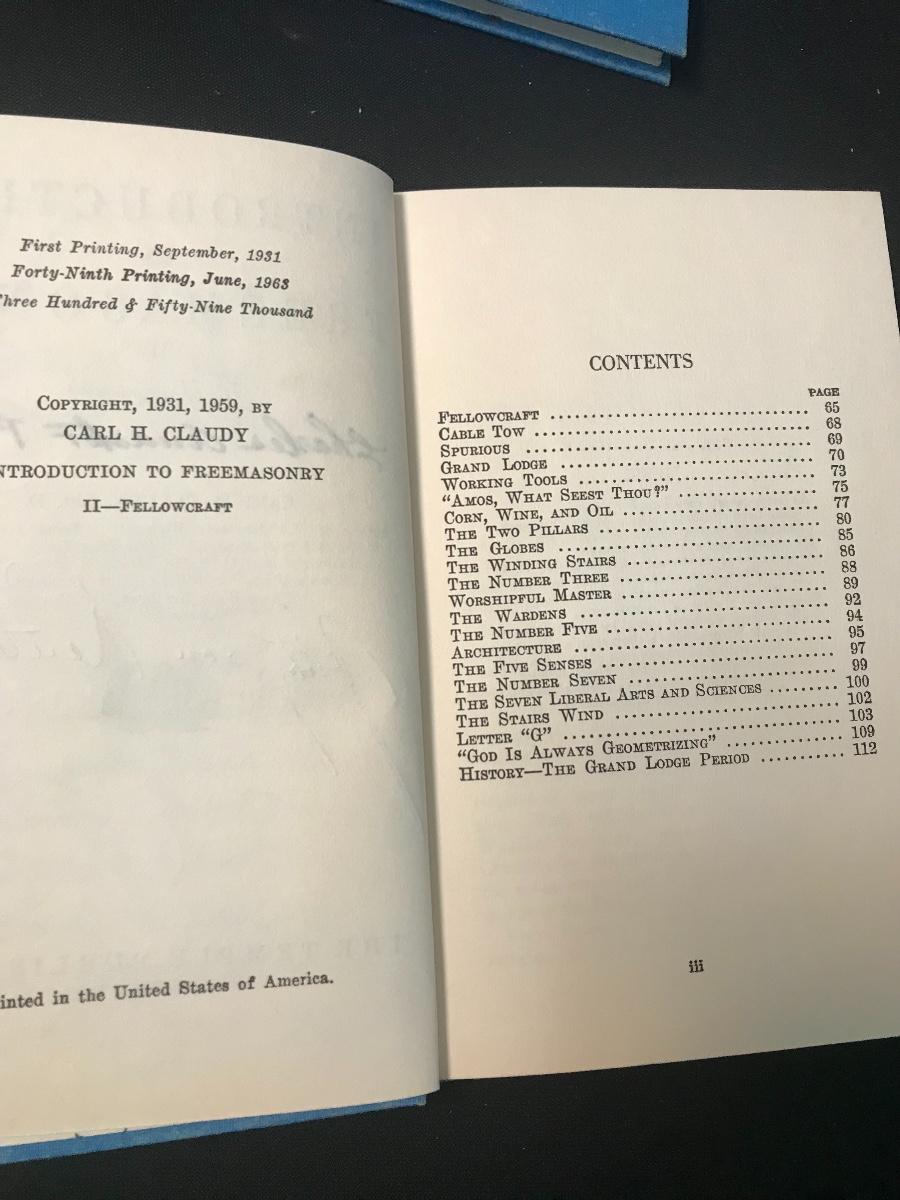 First Printing, September, 1931
Forty-Ninth Printing, June, 1963
hree Hundred & Fifty-Nine Thousand
COPYRIGHT, 1931, 1959, BY
CARL H. CLAUDY
NTRODUCTION TO FREEMASONRY
II—FELLOWCRAFT
inted in the United States of America.
CONTENTS
PAGE
FELLOWCRAFT .......... 65
CABLE TOW .......... 68
SPURIOUS .......... 69
GRAND LODGE .......... 70
WORKING TOOLS .......... 73
"AMOS, WHAT SEEST THOU?" .......... 75
CORN, WINE, AND OIL .......... 77
THE TWO PILLARS .......... 80
THE GLOBES .......... 85
THE WINDING STAIRS .......... 86
THE NUMBER THREE .......... 88
WORSHIPFUL MASTER .......... 89
THE WARDENS .......... 92
THE NUMBER FIVE .......... 94
ARCHITECTURE .......... 95
THE FIVE SENSES .......... 97
THE NUMBER SEVEN .......... 99
THE SEVEN LIBERAL ARTS AND SCIENCES .......... 100
THE STAIRS WIND .......... 102
LETTER "G" .......... 103
"GOD IS ALWAYS GEOMETRIZING" .......... 109
HISTORY—THE GRAND LODGE PERIOD .......... 112
iii